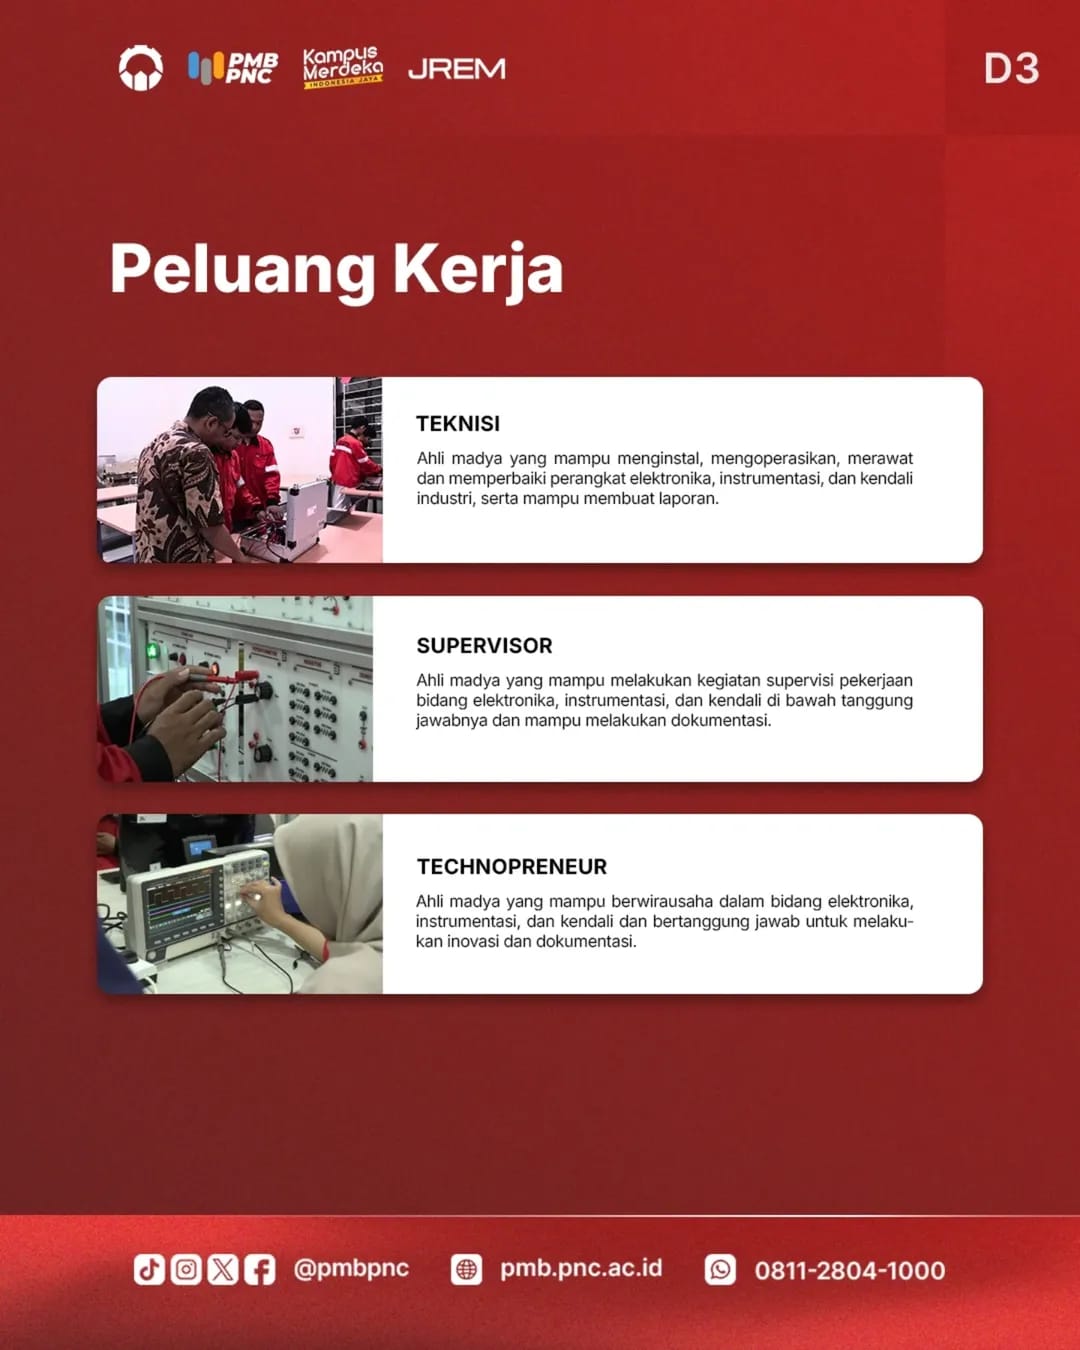 PMB
PNC
Kampus
Merdeka
INDONESIA JAYA
JREM
D3
Peluang Kerja
TEKNISI
Ahli madya yang mampu menginstal, mengoperasikan, merawat
dan memperbaiki perangkat elektronika, instrumentasi, dan kendali
industri, serta mampu membuat laporan.
SUPERVISOR
Ahli madya yang mampu melakukan kegiatan supervisi pekerjaan
bidang elektronika, instrumentasi, dan kendali di bawah tanggung
jawabnya dan mampu melakukan dokumentasi.
TECHNOPRENEUR
Ahli madya yang mampu berwirausaha dalam bidang elektronika,
instrumentasi, dan kendali dan bertanggung jawab untuk melaku-
kan inovasi dan dokumentasi.
@pmbpnc
pmb.pnc.ac.id
0811-2804-1000